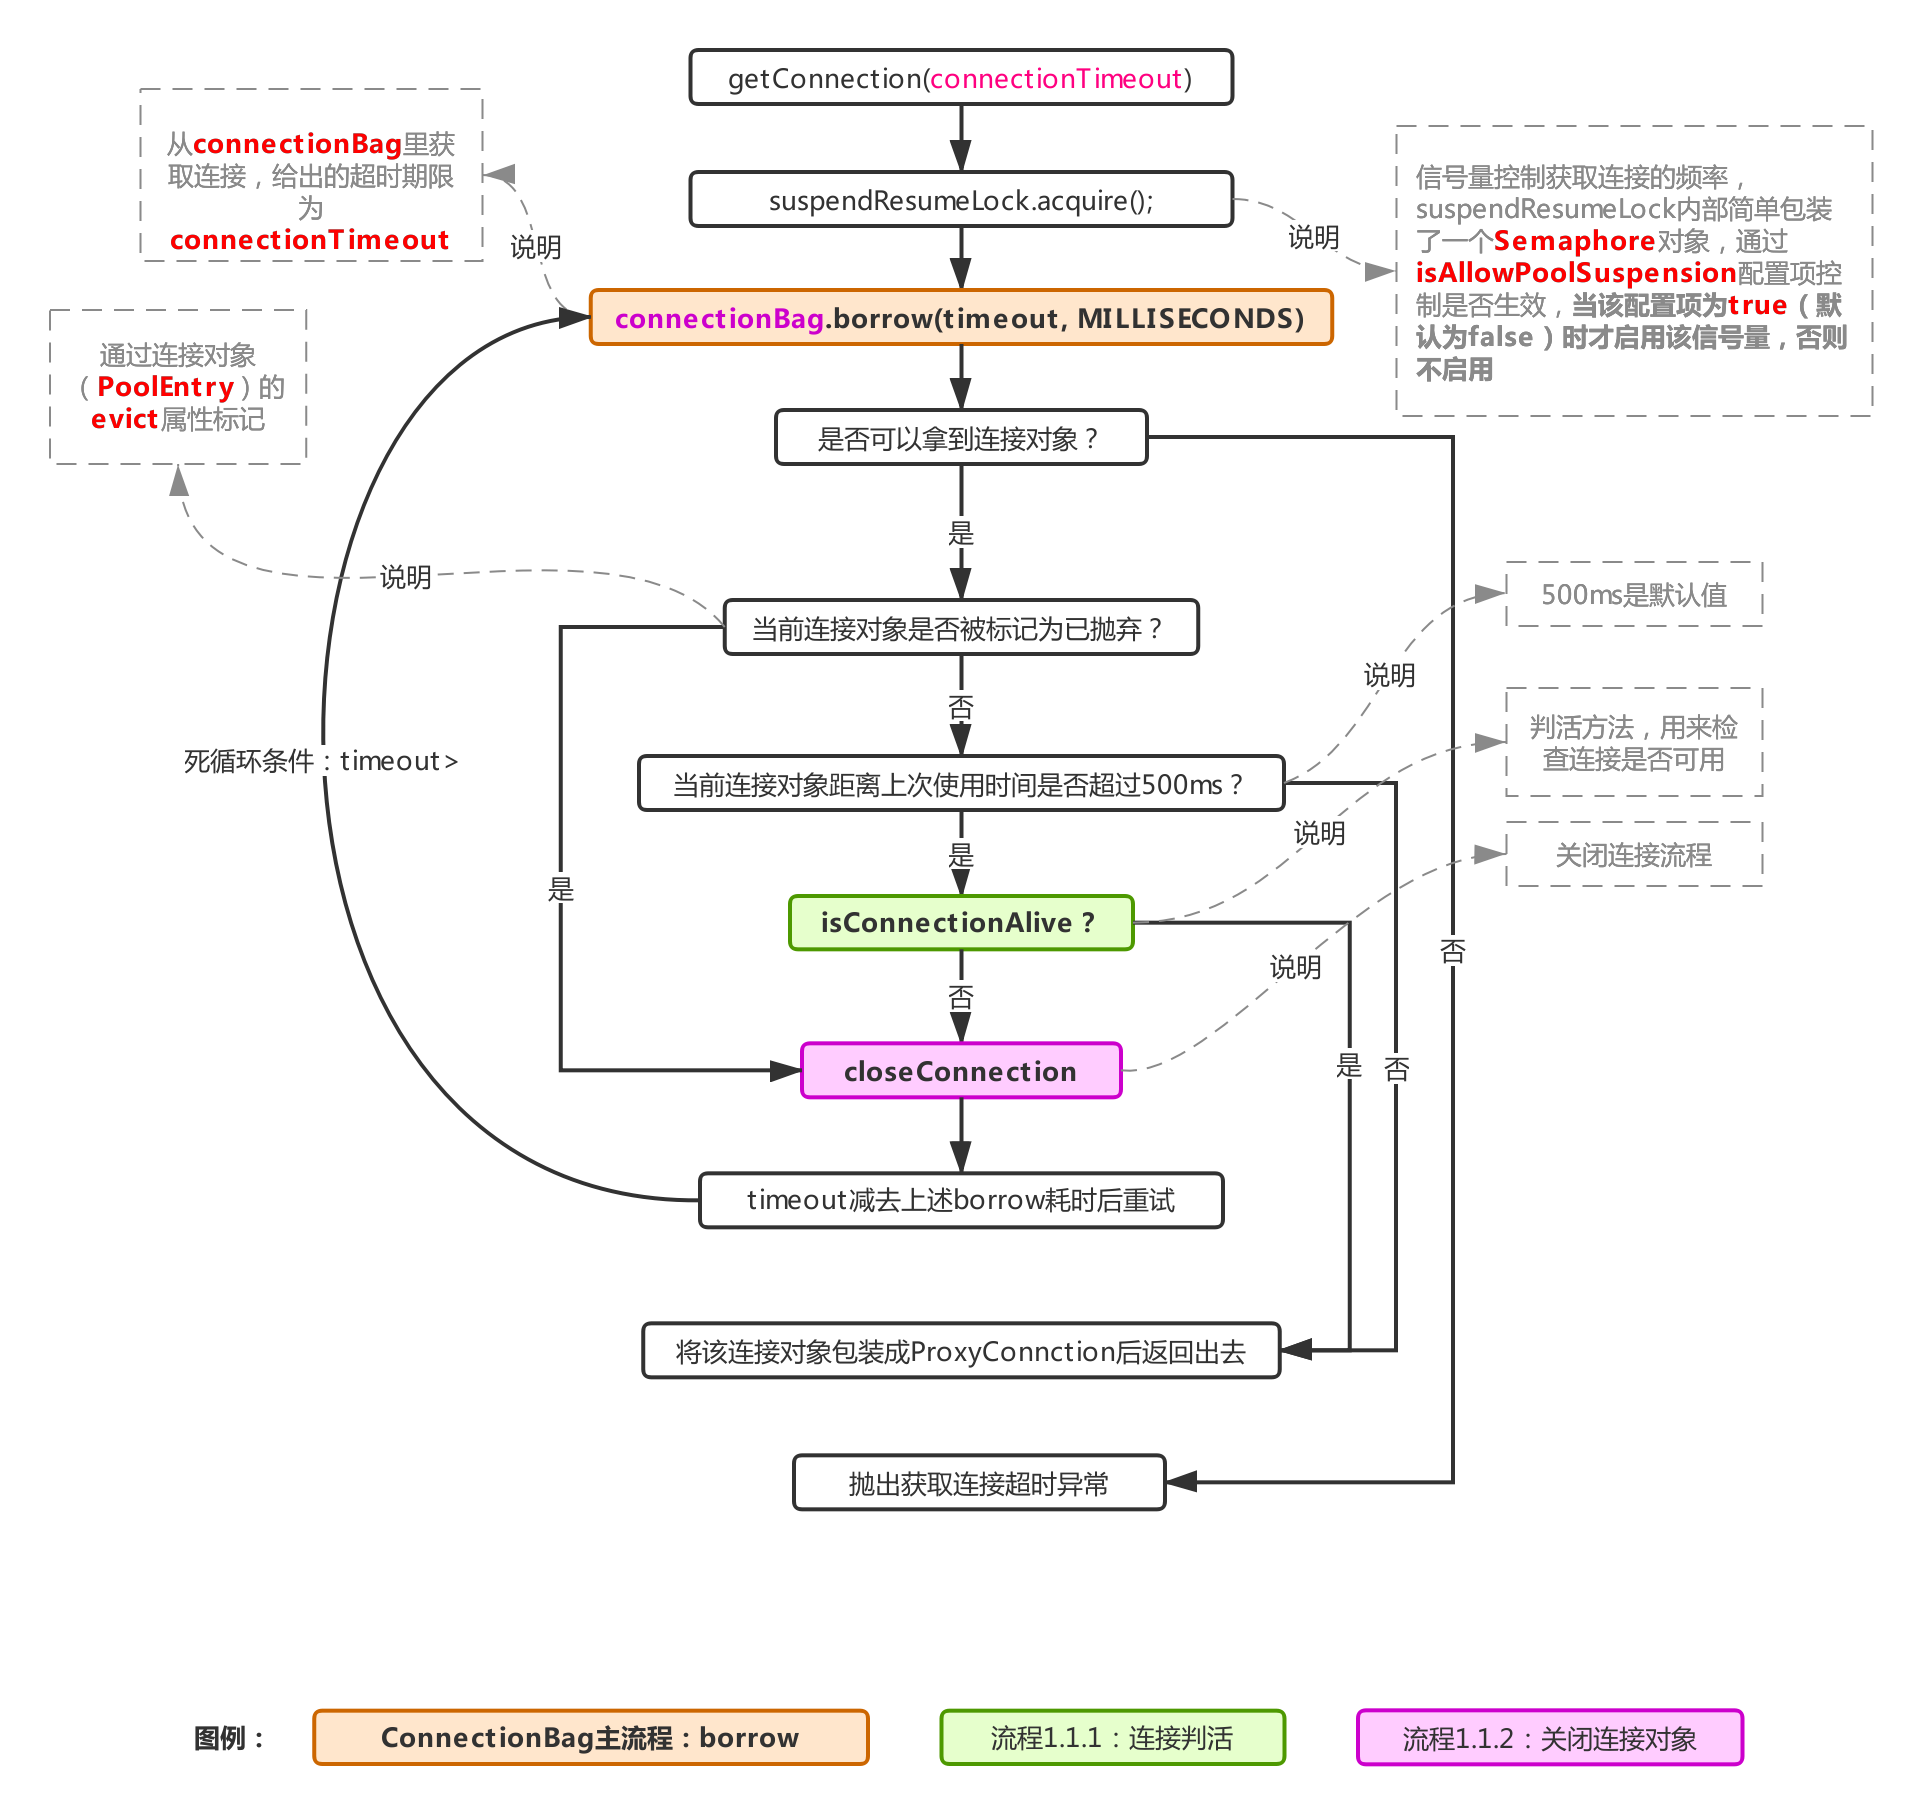 getConnection(connectionTimeout)
从connectionBag里获
取连接，给出的超时期限
为
connectionTimeout
suspendResumeLock.acquire();
说明
说明
信号量控制获取连接的频率，
suspendResumeLock内部简单包装
了一个Semaphore对象，通过
isAllowPoolSuspension配置项控
制是否生效，当该配置项为true（默
认为false）时才启用该信号量，否则
不启用
connectionBag.borrow(timeout, MILLISECONDS)
通过连接对象
（PoolEntry）的
evict属性标记
是否可以拿到连接对象？
是
说明
当前连接对象是否被标记为已抛弃？
500ms是默认值
说明
否
判活方法，用来检
查连接是否可用
死循环条件：timeout>
当前连接对象距离上次使用时间是否超过500ms？
说明
是
关闭连接流程
是
isConnectionAlive？
否
说明
否
closeConnection
是
否
timeout减去上述borrow耗时后重试
将该连接对象包装成ProxyConnction后返回出去
抛出获取连接超时异常
图例：
ConnectionBag主流程：borrow
流程1.1.1：连接判活
流程1.1.2：关闭连接对象